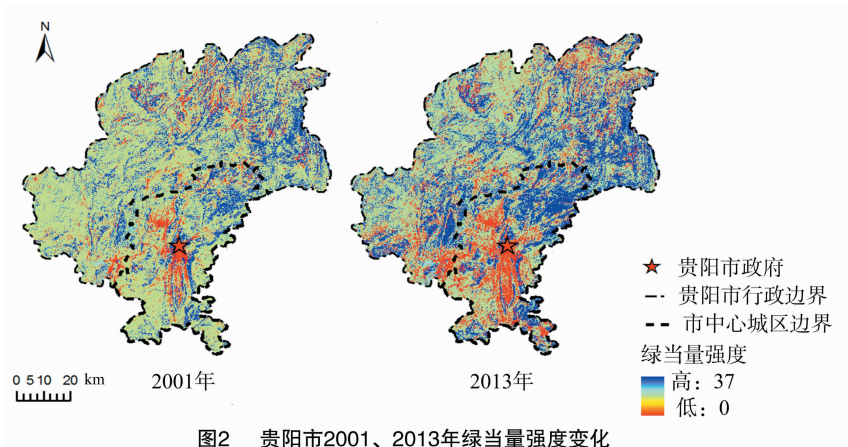 N
0 5 10 20 km
2001年
2013年
贵阳市政府
贵阳市行政边界
市中心城区边界
绿当量强度
高：37
低：0
图2 贵阳市2001、2013年绿当量强度变化